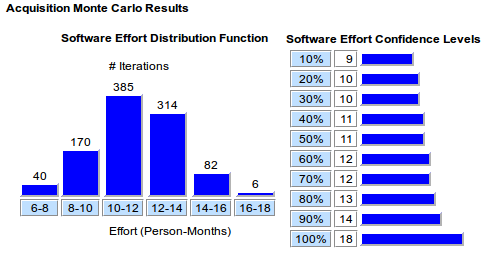 Acquisition Monte Carlo Results
Software Effort Distribution Function
# Iterations
385
314
170
82
40
6
6-8 8-10 10-12 12-14 14-16 16-18
Effort (Person-Months)
Software Effort Confidence Levels
10% 9
20% 10
30% 10
40% 11
50% 11
60% 12
70% 12
80% 13
90% 14
100% 18